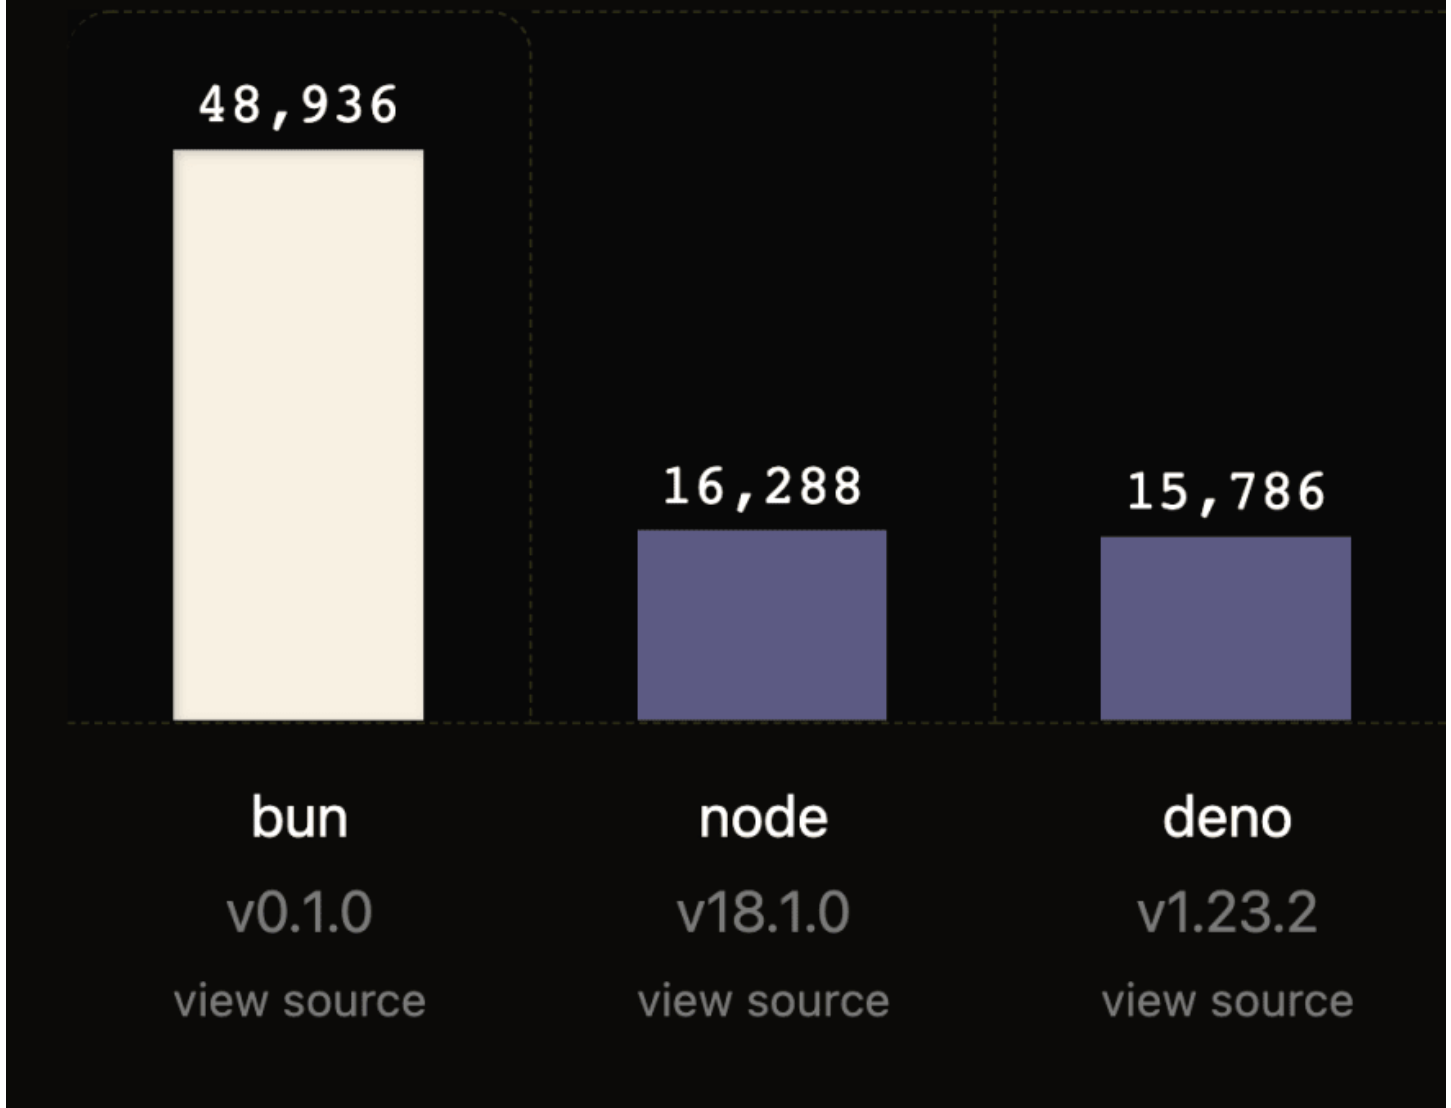 48,936
16,288
15,786
bun
node
deno
v0.1.0
v18.1.0
v1.23.2
view source
view source
view source